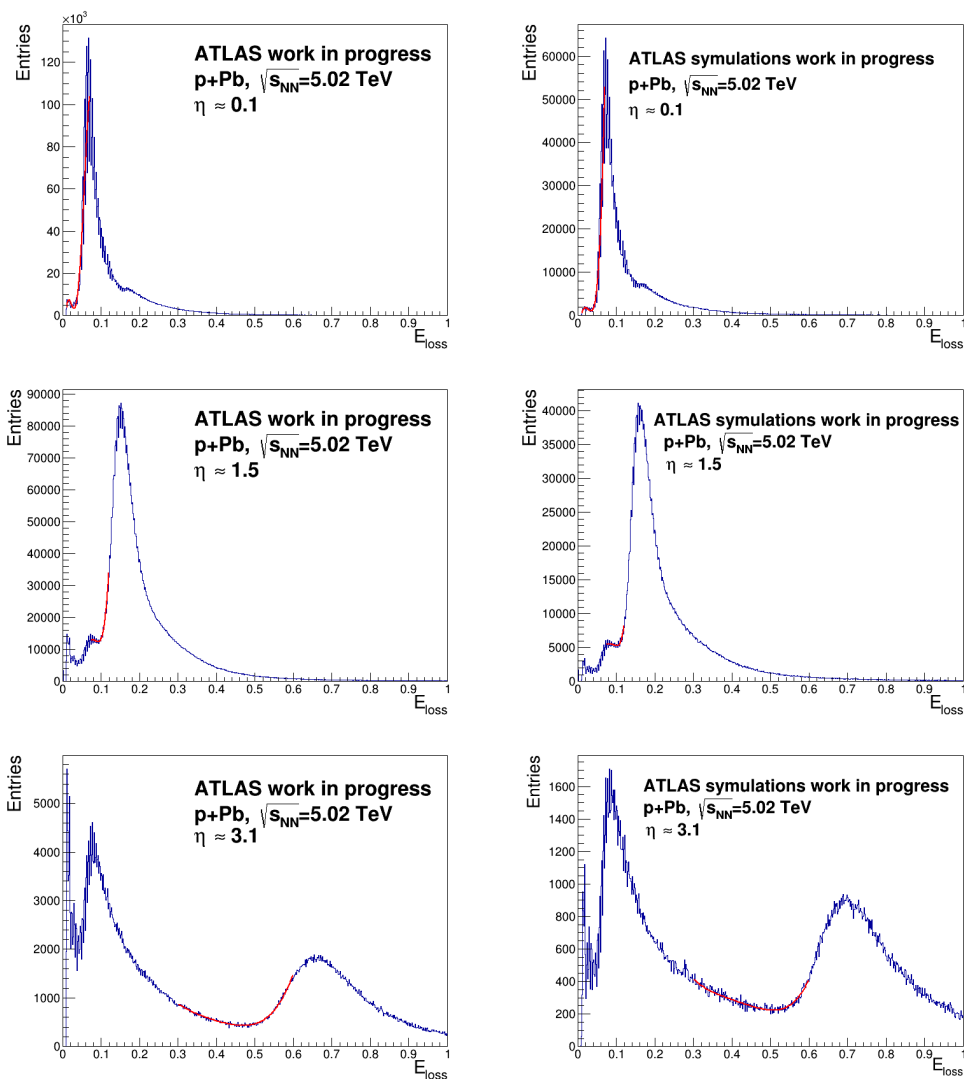 Entries
×10³
ATLAS work in progress
p+Pb, √s_NN=5.02 TeV
η ≈ 0.1
120
100
80
60
40
20
0
0 0.1 0.2 0.3 0.4 0.5 0.6 0.7 0.8 0.9 1
E_loss
Entries
ATLAS symulations work in progress
p+Pb, √s_NN=5.02 TeV
η ≈ 0.1
60000
50000
40000
30000
20000
10000
0
0 0.1 0.2 0.3 0.4 0.5 0.6 0.7 0.8 0.9 1
E_loss
Entries
ATLAS work in progress
p+Pb, √s_NN=5.02 TeV
η ≈ 1.5
90000
80000
70000
60000
50000
40000
30000
20000
10000
0
0 0.1 0.2 0.3 0.4 0.5 0.6 0.7 0.8 0.9 1
E_loss
Entries
ATLAS symulations work in progress
p+Pb, √s_NN=5.02 TeV
η ≈ 1.5
40000
35000
30000
25000
20000
15000
10000
5000
0
0 0.1 0.2 0.3 0.4 0.5 0.6 0.7 0.8 0.9 1
E_loss
Entries
ATLAS work in progress
p+Pb, √s_NN=5.02 TeV
η ≈ 3.1
5000
4000
3000
2000
1000
0
0 0.1 0.2 0.3 0.4 0.5 0.6 0.7 0.8 0.9 1
E_loss
Entries
ATLAS symulations work in progress
p+Pb, √s_NN=5.02 TeV
η ≈ 3.1
1600
1400
1200
1000
800
600
400
200
0
0 0.1 0.2 0.3 0.4 0.5 0.6 0.7 0.8 0.9 1
E_loss